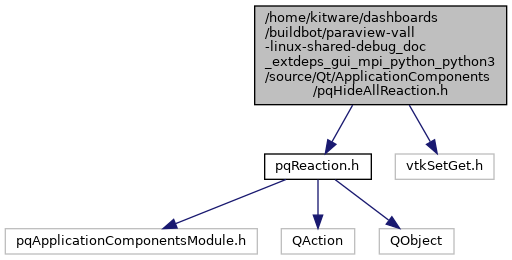 /home/kitware/dashboards
/buildbot/paraview-vall
-linux-shared-debug_doc
_extdeps_gui_mpi_python_python3
/source/Qt/ApplicationComponents
/pqHideAllReaction.h
pqReaction.h
vtkSetGet.h
pqApplicationComponentsModule.h
QAction
QObject